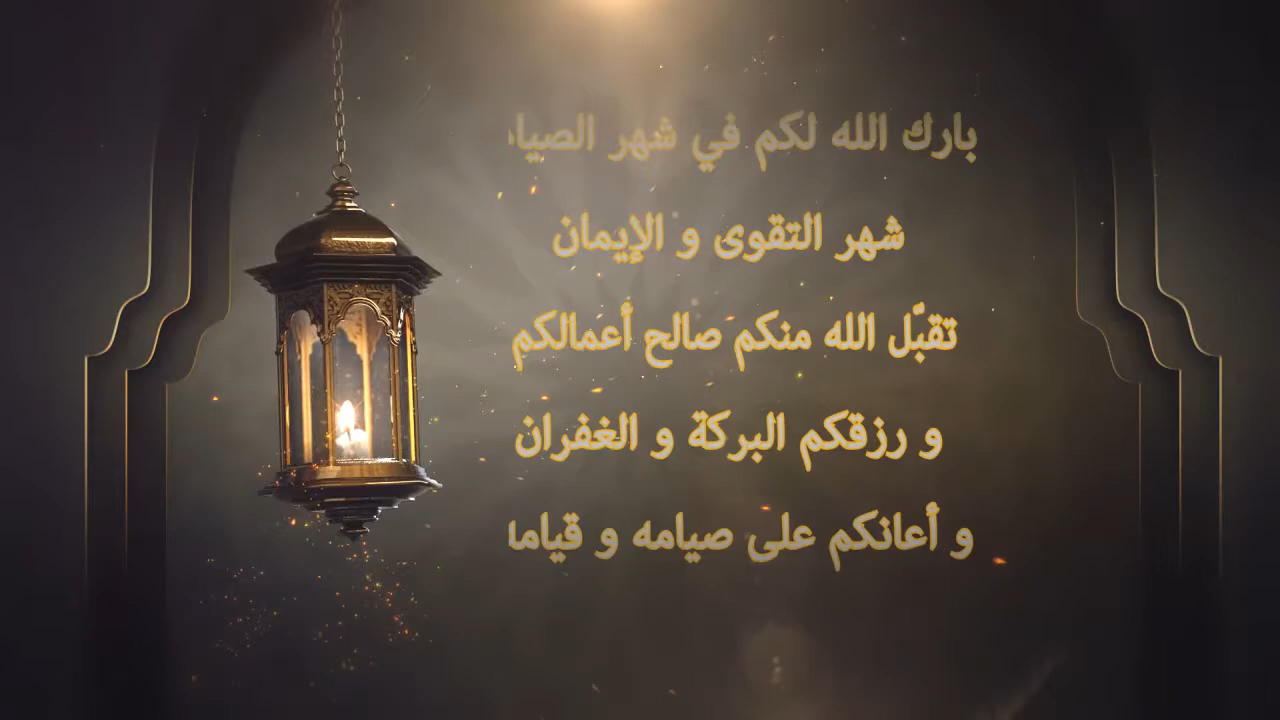 بارك الله لكم في شهر الصيا
شهر التقوى و الإيمان
تقبّل الله منكم صالح أعمالكم
و رزقكم البركة و الغفران
و أعانكم على صيامه و قيامه